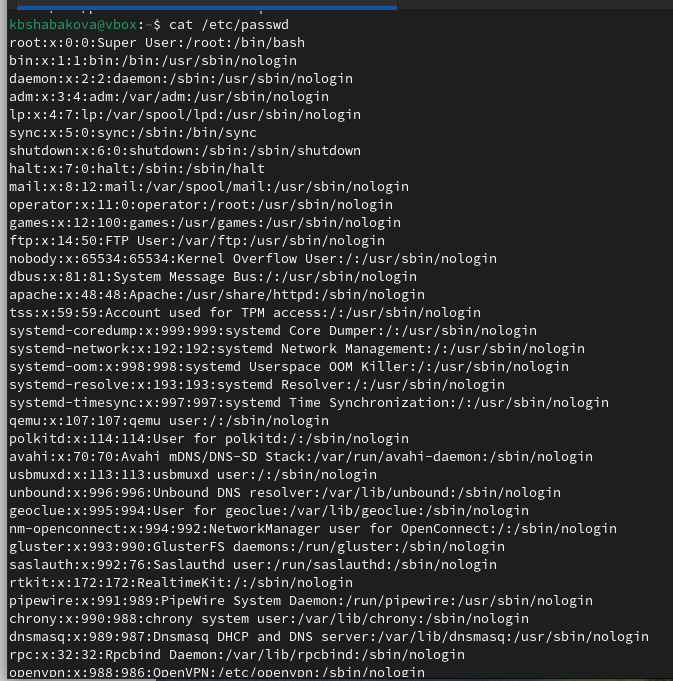 kbshabakova@vbox:~$ cat /etc/passwd
root:x:0:0:Super User:/root:/bin/bash
bin:x:1:1:bin:/bin:/usr/sbin/nologin
daemon:x:2:2:daemon:/sbin:/usr/sbin/nologin
adm:x:3:4:adm:/var/adm:/usr/sbin/nologin
lp:x:4:7:lp:/var/spool/lpd:/usr/sbin/nologin
sync:x:5:0:sync:/sbin:/bin/sync
shutdown:x:6:0:shutdown:/sbin:/sbin/shutdown
halt:x:7:0:halt:/sbin:/sbin/halt
mail:x:8:12:mail:/var/spool/mail:/usr/sbin/nologin
operator:x:11:0:operator:/root:/usr/sbin/nologin
games:x:12:100:games:/usr/games:/usr/sbin/nologin
ftp:x:14:50:FTP User:/var/ftp:/usr/sbin/nologin
nobody:x:65534:65534:Kernel Overflow User:/:/usr/sbin/nologin
dbus:x:81:81:System Message Bus:/:/usr/sbin/nologin
apache:x:48:48:Apache:/usr/share/httpd:/sbin/nologin
tss:x:59:59:Account used for TPM access:/:/usr/sbin/nologin
systemd-coredump:x:999:999:systemd Core Dumper:/:/usr/sbin/nologin
systemd-network:x:192:192:systemd Network Management:/:/usr/sbin/nologin
systemd-oom:x:998:998:systemd Userspace OOM Killer:/:/usr/sbin/nologin
systemd-resolve:x:193:193:systemd Resolver:/:/usr/sbin/nologin
systemd-timesync:x:997:997:systemd Time Synchronization:/:/usr/sbin/nologin
qemu:x:107:107:qemu user:/:/sbin/nologin
polkitd:x:114:114:User for polkitd:/:/sbin/nologin
avahi:x:70:70:Avahi mDNS/DNS-SD Stack:/var/run/avahi-daemon:/sbin/nologin
usbmuxd:x:113:113:usbmuxd user:/:/sbin/nologin
unbound:x:996:996:Unbound DNS resolver:/var/lib/unbound:/sbin/nologin
geoclue:x:995:994:User for geoclue:/var/lib/geoclue:/sbin/nologin
nm-openconnect:x:994:992:NetworkManager user for OpenConnect:/:/sbin/nologin
gluster:x:993:990:GlusterFS daemons:/run/gluster:/sbin/nologin
saslauth:x:992:76:Saslauthd user:/run/saslauthd:/sbin/nologin
rtkit:x:172:172:RealtimeKit:/:/sbin/nologin
pipewire:x:991:989:PipeWire System Daemon:/run/pipewire:/usr/sbin/nologin
chrony:x:990:988:chrony system user:/var/lib/chrony:/sbin/nologin
dnsmasq:x:989:987:Dnsmasq DHCP and DNS server:/var/lib/dnsmasq:/usr/sbin/nologin
rpc:x:32:32:Rpcbind Daemon:/var/lib/rpcbind:/sbin/nologin
openvpn:x:988:986:OpenVPN:/etc/openvpn:/sbin/nologin